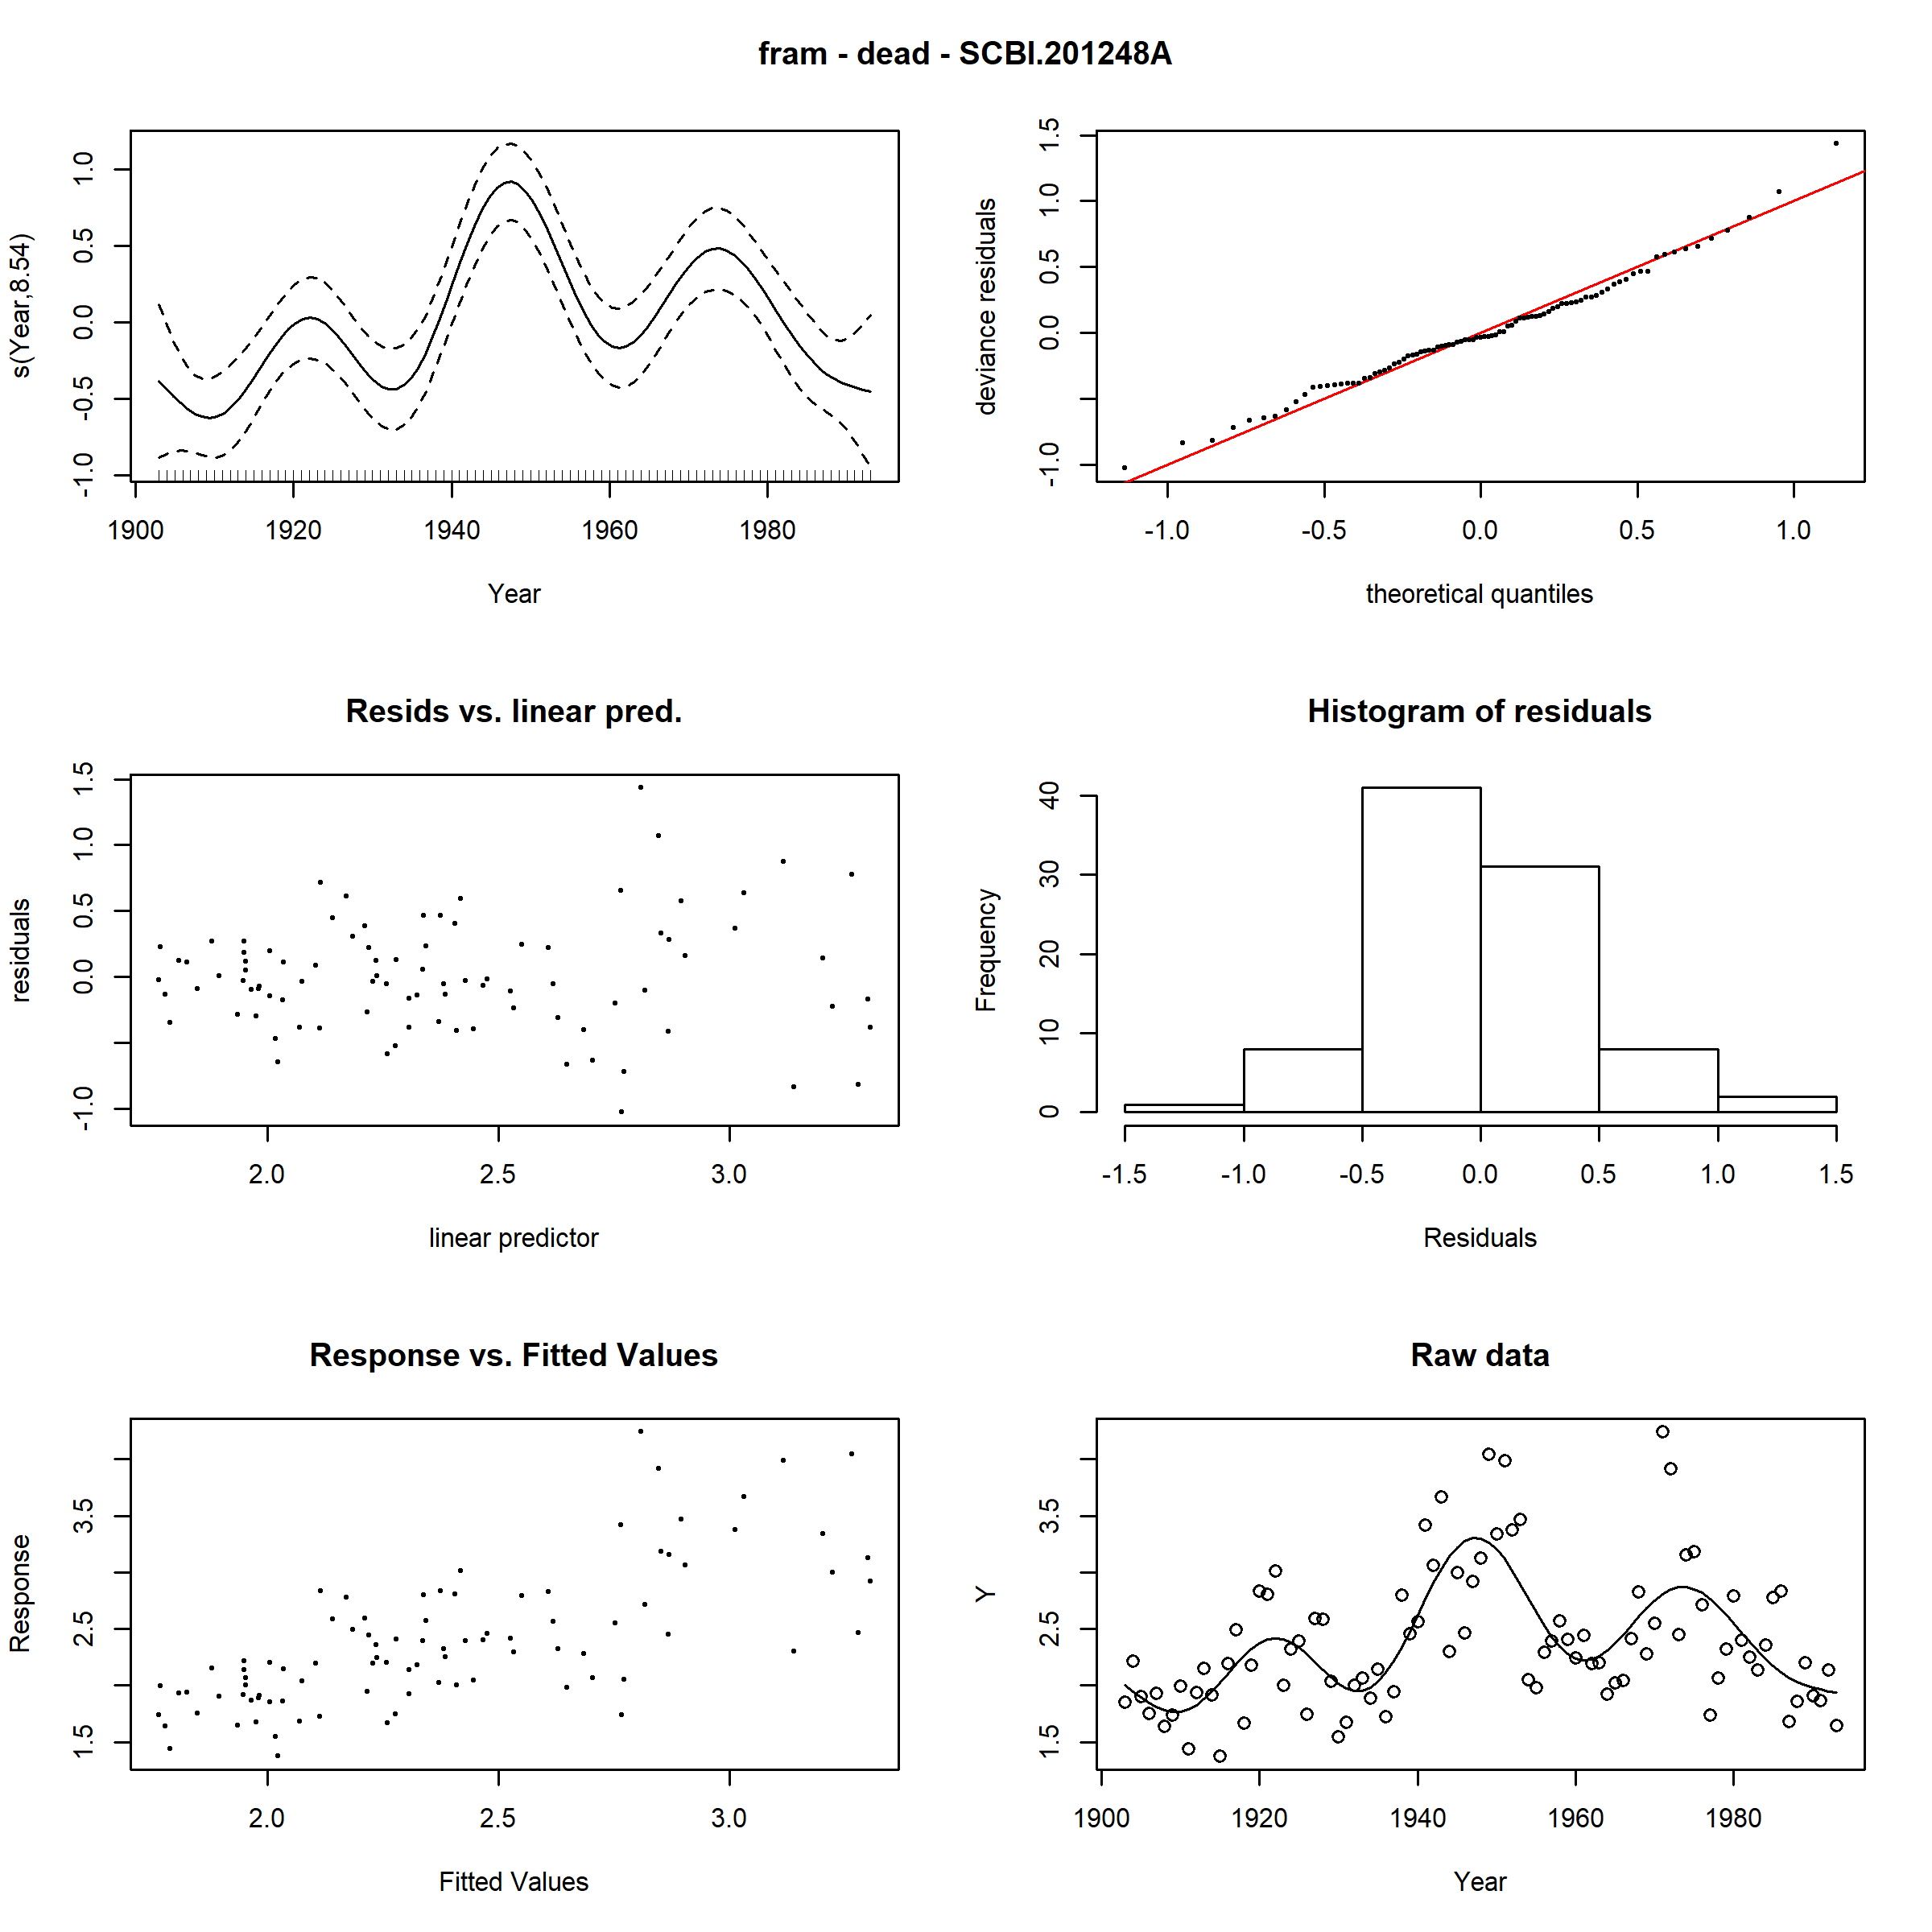 fram - dead - SCBI.201248A
s(Year,8.54)
-1.0 -0.5 0.0 0.5 1.0
1900 1920 1940 1960 1980
Year
deviance residuals
-1.0 0.0 0.5 1.0 1.5
-1.0 -0.5 0.0 0.5 1.0
theoretical quantiles
Resids vs. linear pred.
residuals
-1.0 0.0 0.5 1.0 1.5
2.0 2.5 3.0
linear predictor
Histogram of residuals
Frequency
0 10 20 30 40
-1.5 -1.0 -0.5 0.0 0.5 1.0 1.5
Residuals
Response vs. Fitted Values
Response
1.5 2.5 3.5
2.0 2.5 3.0
Fitted Values
Raw data
Y
1.5 2.5 3.5
1900 1920 1940 1960 1980
Year